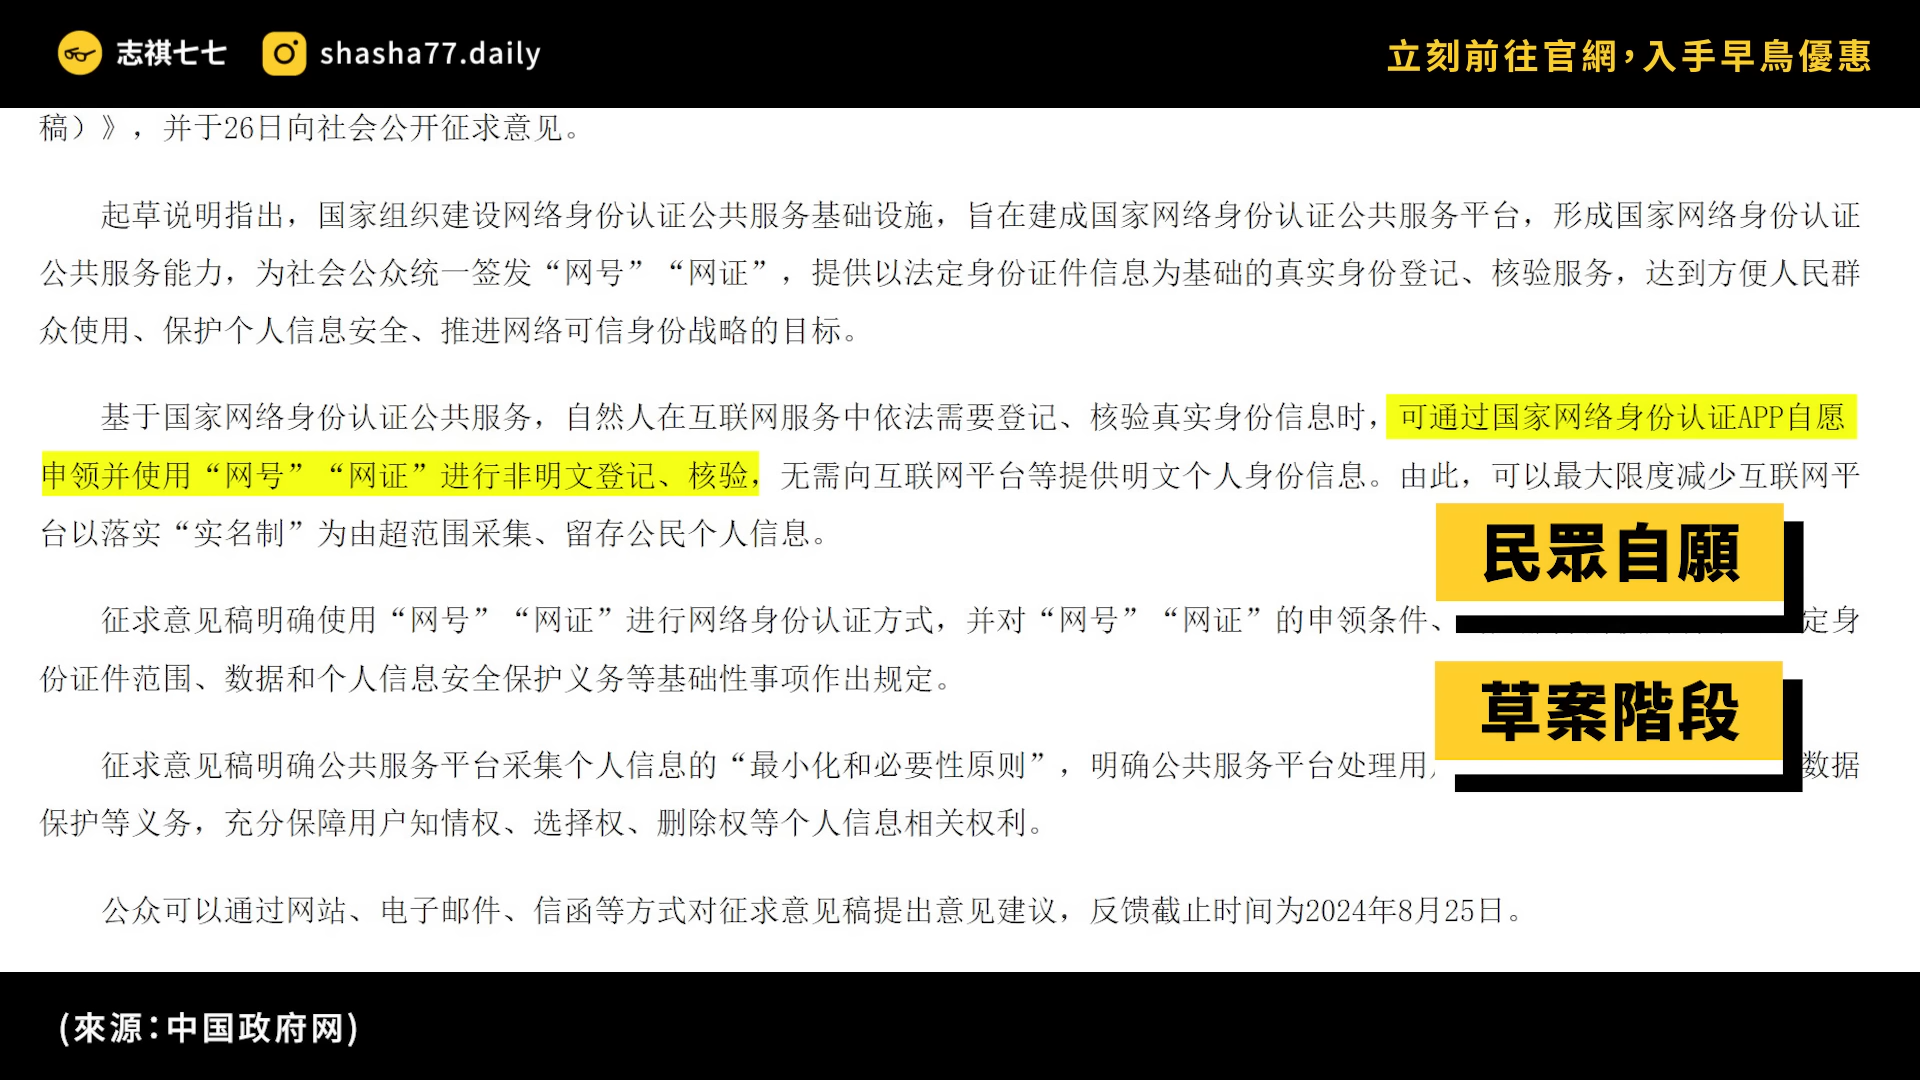 志祺七七 shasha77.daily 立刻前往官網，入手早鳥優惠
稿）》，并于26日向社会公开征求意见。
起草说明指出，国家组织建设网络身份认证公共服务基础设施，旨在建成国家网络身份认证公共服务平台，形成国家网络身份认证
公共服务能力，为社会公众统一签发“网号”“网证”，提供以法定身份证件信息为基础的真实身份登记、核验服务，达到方便人民群
众使用、保护个人信息安全、推进网络可信身份战略的目标。
基于国家网络身份认证公共服务，自然人在互联网服务中依法需要登记、核验真实身份信息时，可通过国家网络身份认证APP自愿
申领并使用“网号”“网证”进行非明文登记、核验，无需向互联网平台等提供明文个人身份信息。由此，可以最大限度减少互联网平
台以落实“实名制”为由超范围采集、留存公民个人信息。
民眾自願
征求意见稿明确使用“网号”“网证”进行网络身份认证方式，并对“网号”“网证”的申领条件、定身
份证件范围、数据和个人信息安全保护义务等基础性事项作出规定。
草案階段
征求意见稿明确公共服务平台采集个人信息的“最小化和必要性原则”，明确公共服务平台处理用数据
保护等义务，充分保障用户知情权、选择权、删除权等个人信息相关权利。
公众可以通过网站、电子邮件、信函等方式对征求意见稿提出意见建议，反馈截止时间为2024年8月25日。
(來源：中国政府网)